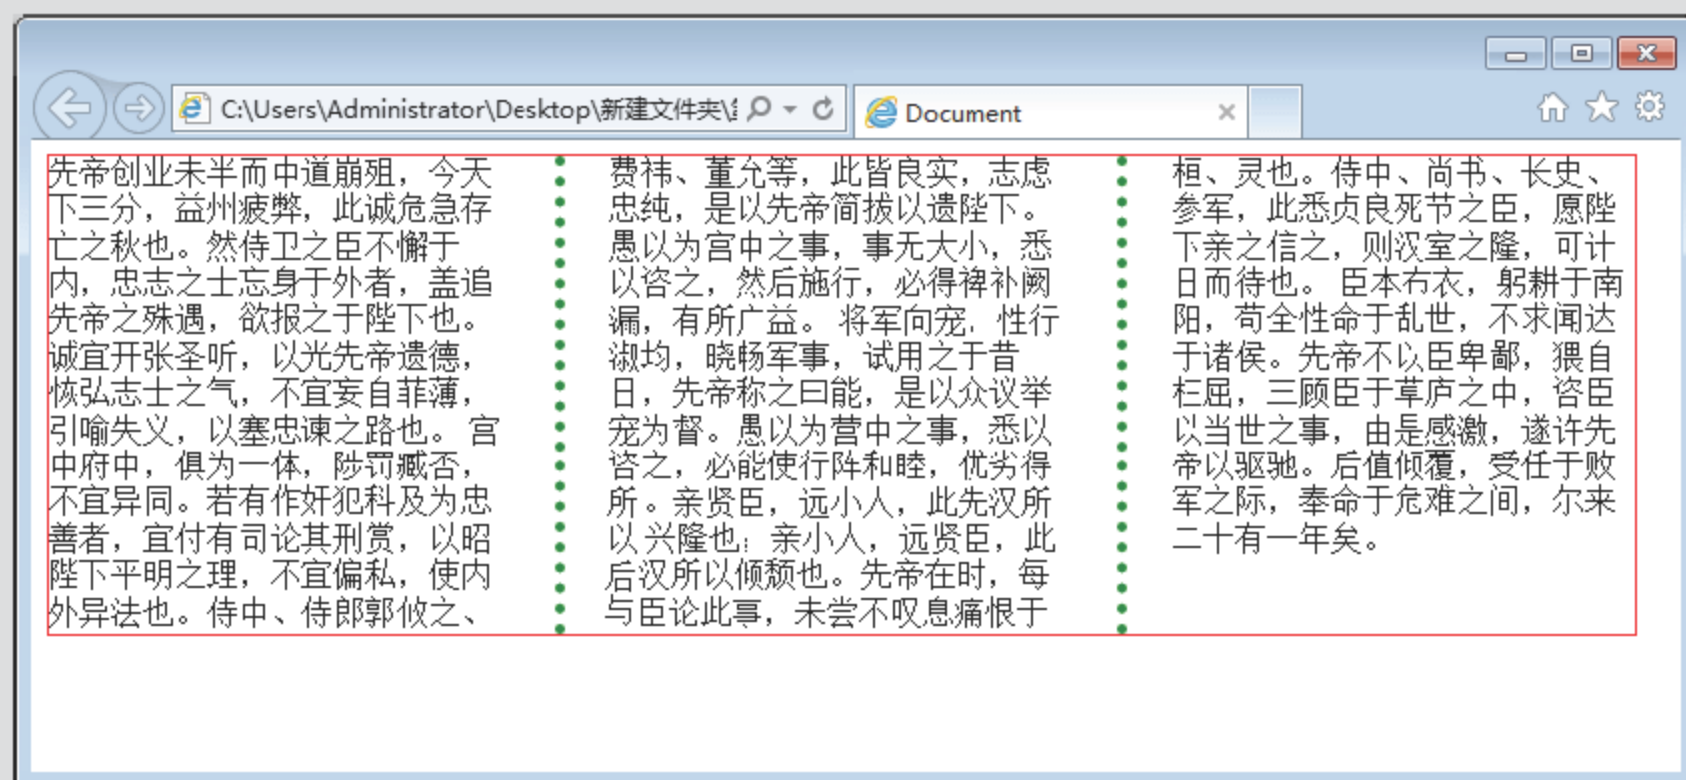 C:\Users\Administrator\Desktop\新建文件夹\
Document
先帝创业未半而中道崩殂，今天
下三分，益州疲弊，此诚危急存
亡之秋也。然侍卫之臣不懈于
内，忠志之士忘身于外者，盖追
先帝之殊遇，欲报之于陛下也。
诚宜开张圣听，以光先帝遗德，
恢弘志士之气，不宜妄自菲薄，
引喻失义，以塞忠谏之路也。 宫
中府中，俱为一体，陟罚臧否，
不宜异同。若有作奸犯科及为忠
善者，宜付有司论其刑赏，以昭
陛下平明之理，不宜偏私，使内
外异法也。侍中、侍郎郭攸之、
费祎、董允等，此皆良实，志虑
忠纯，是以先帝简拔以遗陛下。
愚以为宫中之事，事无大小，悉
以咨之，然后施行，必得裨补阙
漏，有所广益。 将军向宠，性行
淑均，晓畅军事，试用之于昔
日，先帝称之曰能，是以众议举
宠为督。愚以为营中之事，悉以
咨之，必能使行阵和睦，优劣得
所。亲贤臣，远小人，此先汉所
以兴隆也；亲小人，远贤臣，此
后汉所以倾颓也。先帝在时，每
与臣论此事，未尝不叹息痛恨于
桓、灵也。侍中、尚书、长史、
参军，此悉贞良死节之臣，愿陛
下亲之信之，则汉室之隆，可计
日而待也。 臣本布衣，躬耕于南
阳，苟全性命于乱世，不求闻达
于诸侯。先帝不以臣卑鄙，猥自
枉屈，三顾臣于草庐之中，咨臣
以当世之事，由是感激，遂许先
帝以驱驰。后值倾覆，受任于败
军之际，奉命于危难之间，尔来
二十有一年矣。